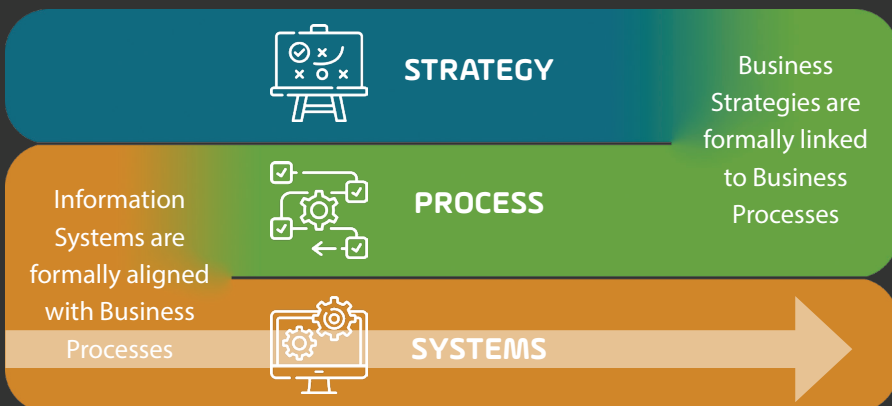 STRATEGY
Business
Strategies are
formally linked
to Business
Processes
PROCESS
Information
Systems are
formally aligned
with Business
Processes
SYSTEMS